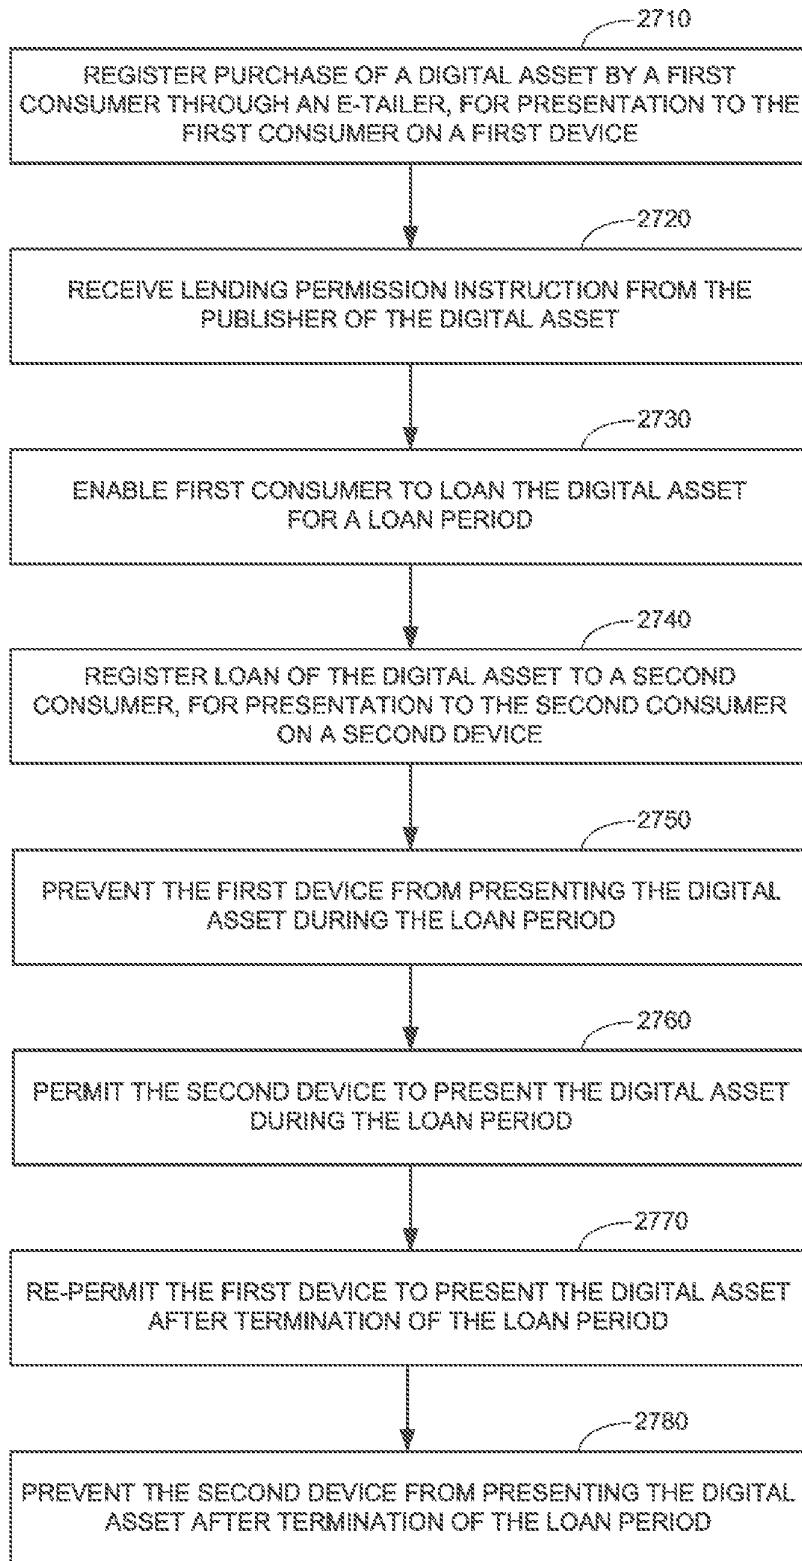 2710
REGISTER PURCHASE OF A DIGITAL ASSET BY A FIRST
CONSUMER THROUGH AN E-TAILER, FOR PRESENTATION TO THE
FIRST CONSUMER ON A FIRST DEVICE
2720
RECEIVE LENDING PERMISSION INSTRUCTION FROM THE
PUBLISHER OF THE DIGITAL ASSET
2730
ENABLE FIRST CONSUMER TO LOAN THE DIGITAL ASSET
FOR A LOAN PERIOD
2740
REGISTER LOAN OF THE DIGITAL ASSET TO A SECOND
CONSUMER, FOR PRESENTATION TO THE SECOND CONSUMER
ON A SECOND DEVICE
2750
PREVENT THE FIRST DEVICE FROM PRESENTING THE DIGITAL
ASSET DURING THE LOAN PERIOD
2760
PERMIT THE SECOND DEVICE TO PRESENT THE DIGITAL ASSET
DURING THE LOAN PERIOD
2770
RE-PERMIT THE FIRST DEVICE TO PRESENT THE DIGITAL ASSET
AFTER TERMINATION OF THE LOAN PERIOD
2780
PREVENT THE SECOND DEVICE FROM PRESENTING THE DIGITAL
ASSET AFTER TERMINATION OF THE LOAN PERIOD